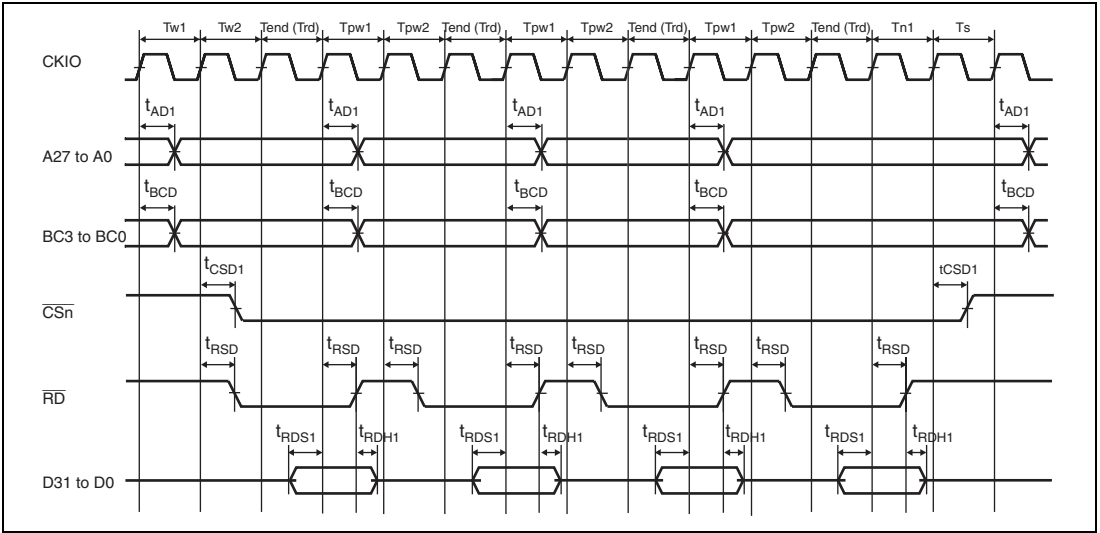 Tw1 Tw2 Tend (Trd) Tpw1 Tpw2 Tend (Trd) Tpw1 Tpw2 Tend (Trd) Tpw1 Tpw2 Tend (Trd) Tn1 Ts
CKIO
tAD1 tAD1 tAD1 tAD1 tAD1
A27 to A0
tBCD tBCD tBCD tBCD tBCD
BC3 to BC0
tCSD1 tCSD1
CSn
tRSD tRSD tRSD tRSD tRSD tRSD tRSD tRSD
RD
tRDS1 tRDH1 tRDS1 tRDH1 tRDS1 tRDH1 tRDS1 tRDH1
D31 to D0